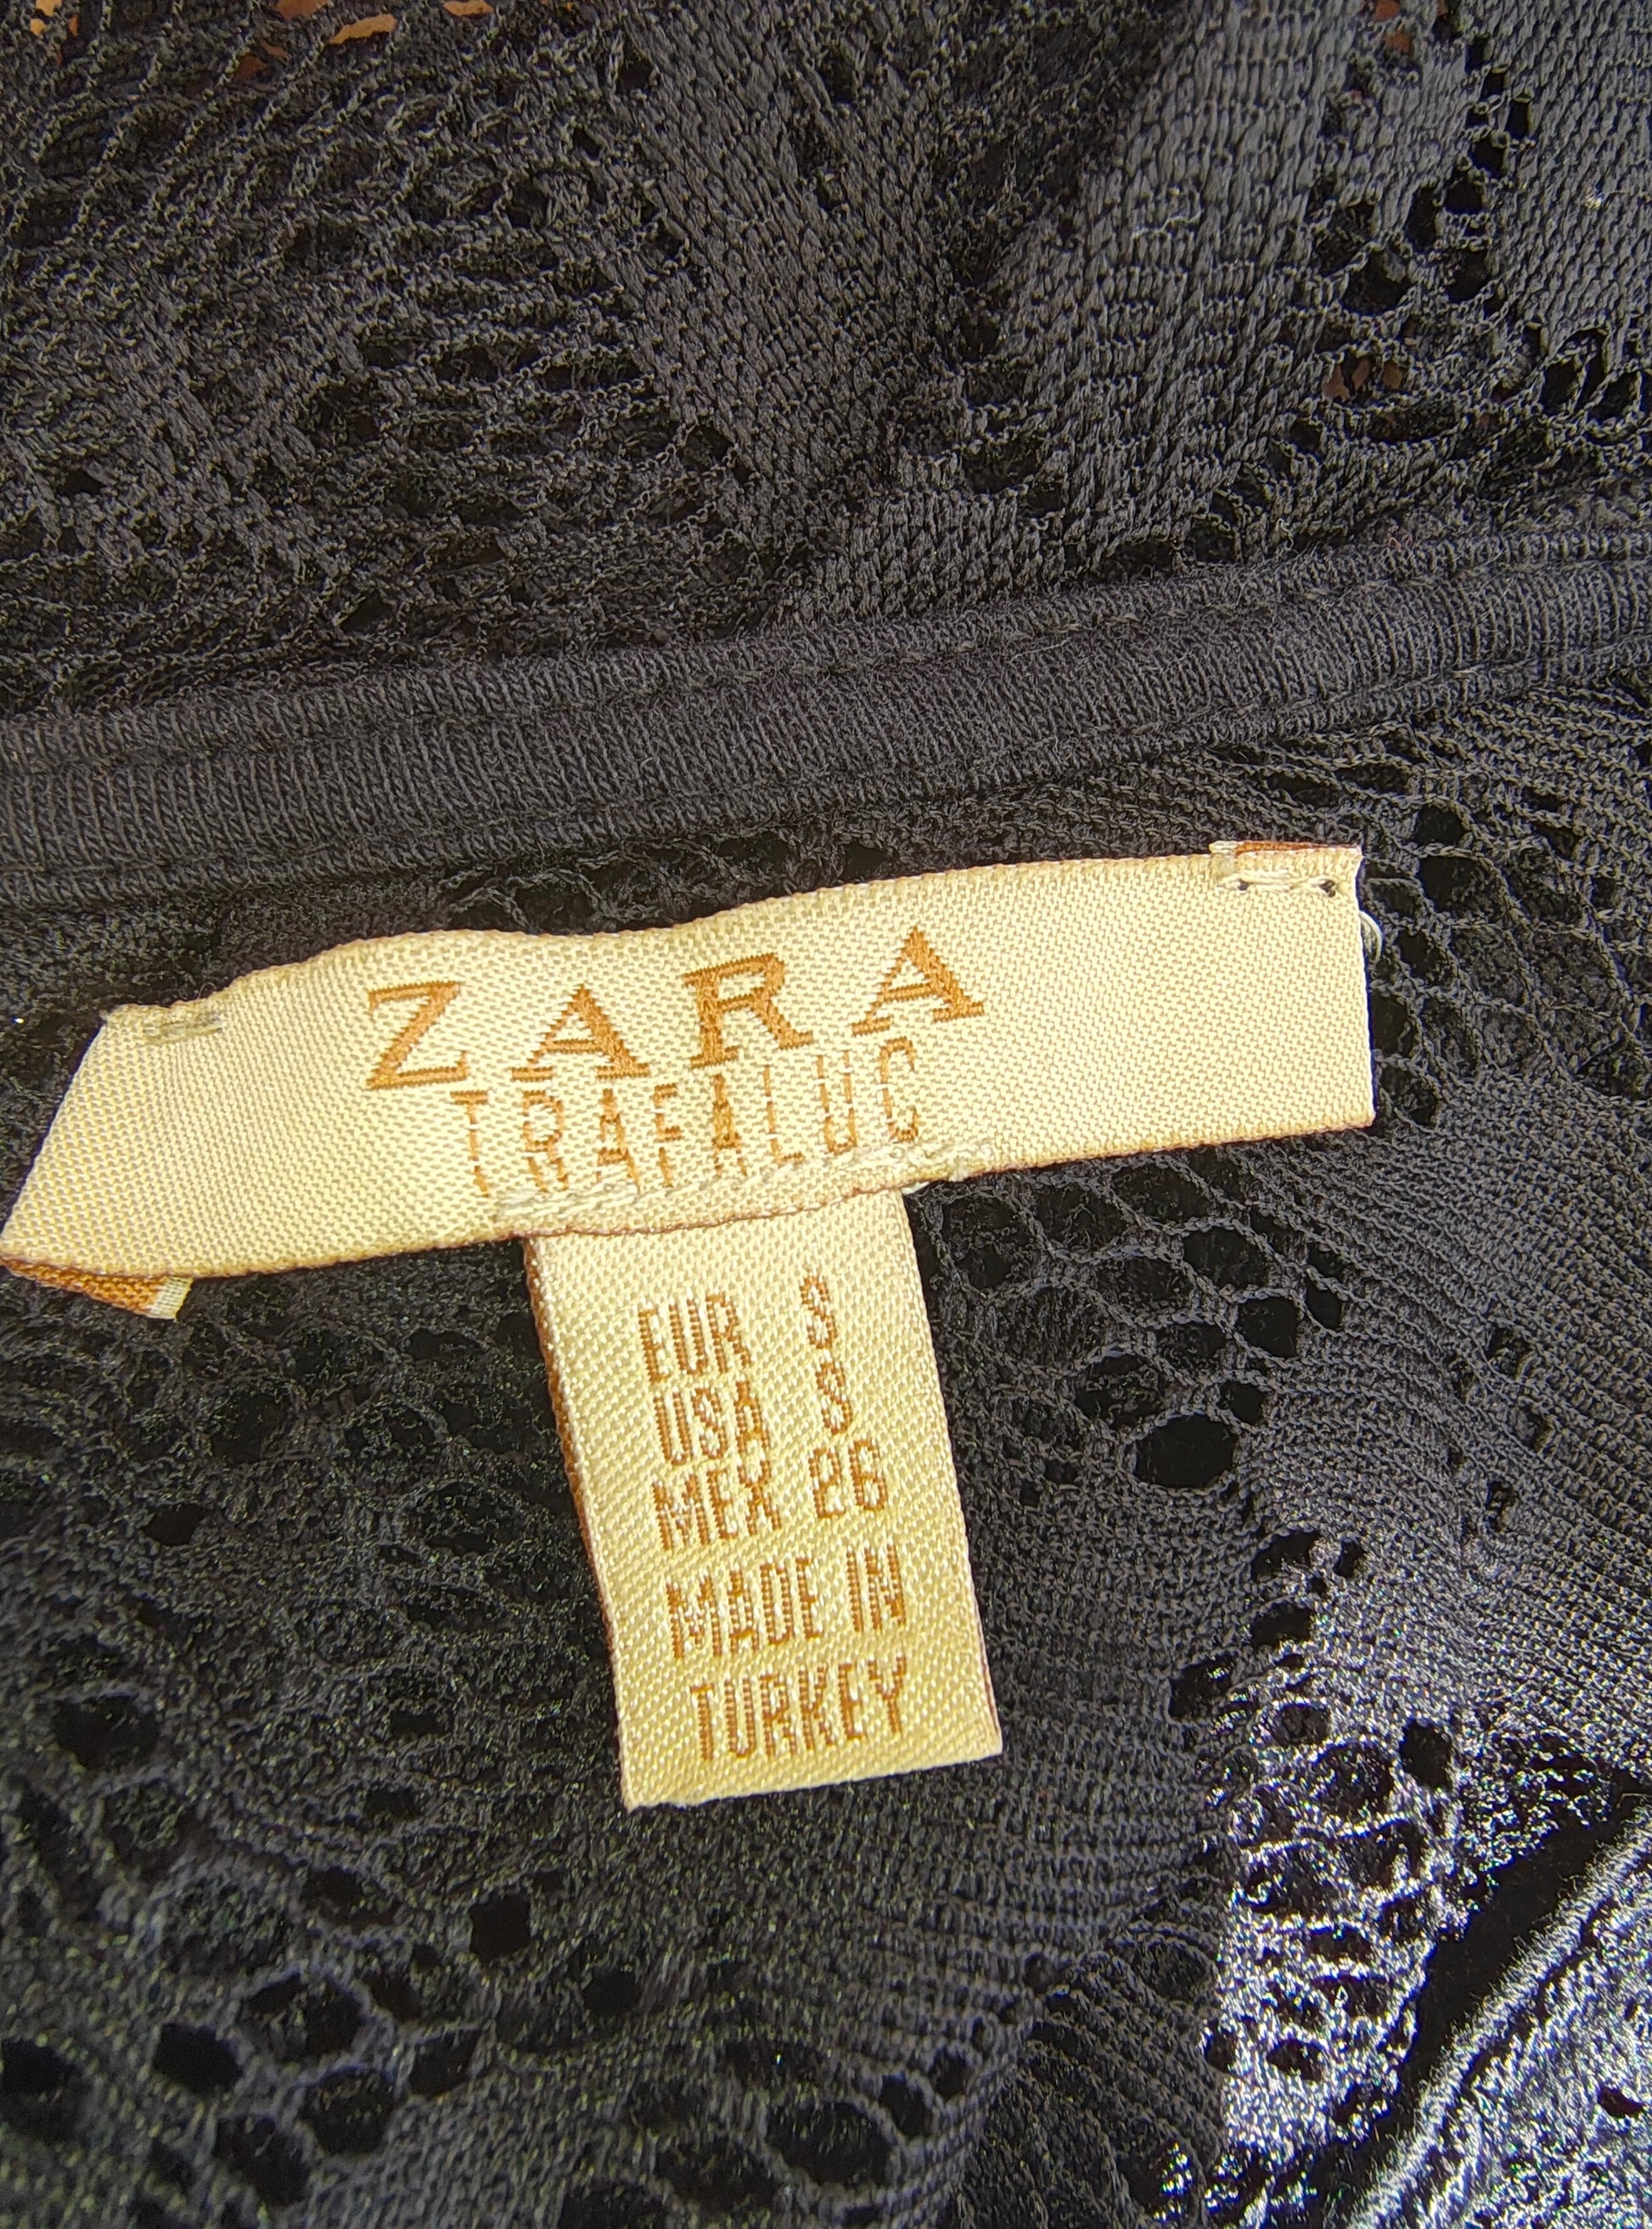 ZARA
TRAFALUC
EUR S
USA S
MEX 26
MADE IN
TURKEY